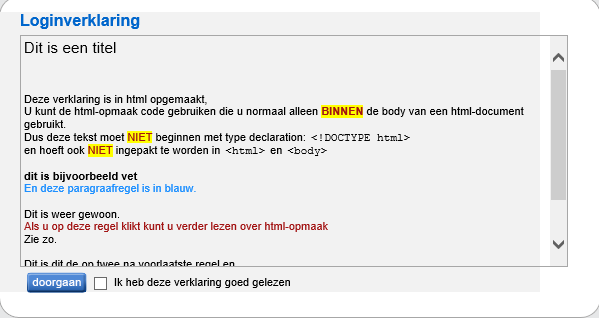 Loginverklaring
Dit is een titel
Deze verklaring is in html opgemaakt,
U kunt de html-opmaak code gebruiken die u normaal alleen BINNEN de body van een html-document
gebruikt.
Dus deze tekst moet NIET beginnen met type declaration: <!DOCTYPE html>
en hoeft ook NIET ingepakt te worden in <html> en <body>
dit is bijvoorbeeld vet
En deze paragraafregel is in blauw.
Dit is weer gewoon.
Als u op deze regel klikt kunt u verder lezen over html-opmaak
Zie zo.
Dit is dit de op twee na voorlaatste regel en
doorgaan Ik heb deze verklaring goed gelezen